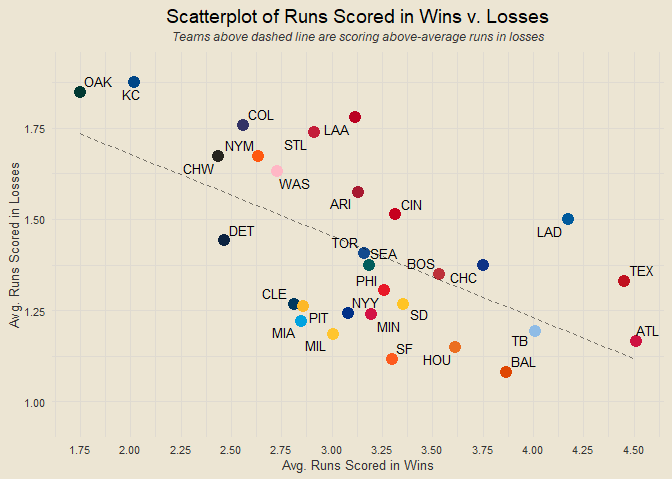 Scatterplot of Runs Scored in Wins v. Losses
Teams above dashed line are scoring above-average runs in losses
OAK
KC
COL
LAA
STL
NYM
CHW
WAS
ARI
CIN
LAD
DET
TOR
SEA
BOS
CHC
TEX
PHI
CLE
NYY
SD
PIT
MIA
MIN
MIL
SF
HOU
TB
ATL
BAL
1.75
1.50
1.25
1.00
Avg. Runs Scored in Losses
1.75
2.00
2.25
2.50
2.75
3.00
3.25
3.50
3.75
4.00
4.25
4.50
Avg. Runs Scored in Wins